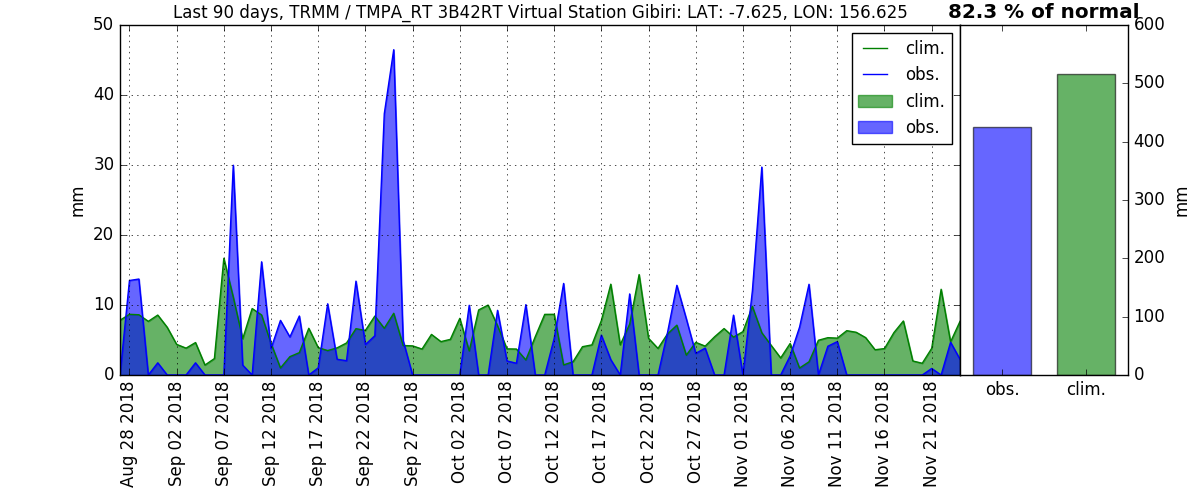 Last 90 days, TRMM / TMPA_RT 3B42RT Virtual Station Gibiri: LAT: -7.625, LON: 156.625
82.3 % of normal
50
40
30
20
10
0
mm
clim.
obs.
clim.
obs.
600
500
400
300
200
100
0
mm
obs.
clim.
Aug 28 2018
Sep 02 2018
Sep 07 2018
Sep 12 2018
Sep 17 2018
Sep 22 2018
Sep 27 2018
Oct 02 2018
Oct 07 2018
Oct 12 2018
Oct 17 2018
Oct 22 2018
Oct 27 2018
Nov 01 2018
Nov 06 2018
Nov 11 2018
Nov 16 2018
Nov 21 2018